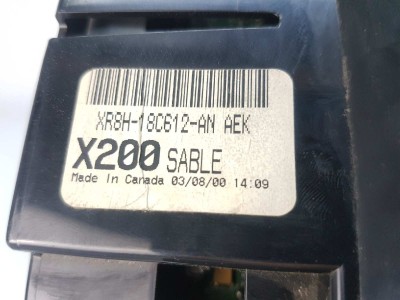 XR8H-18C612-AN AEK
X200 SABLE
Made In Canada 03/08/00 14:09